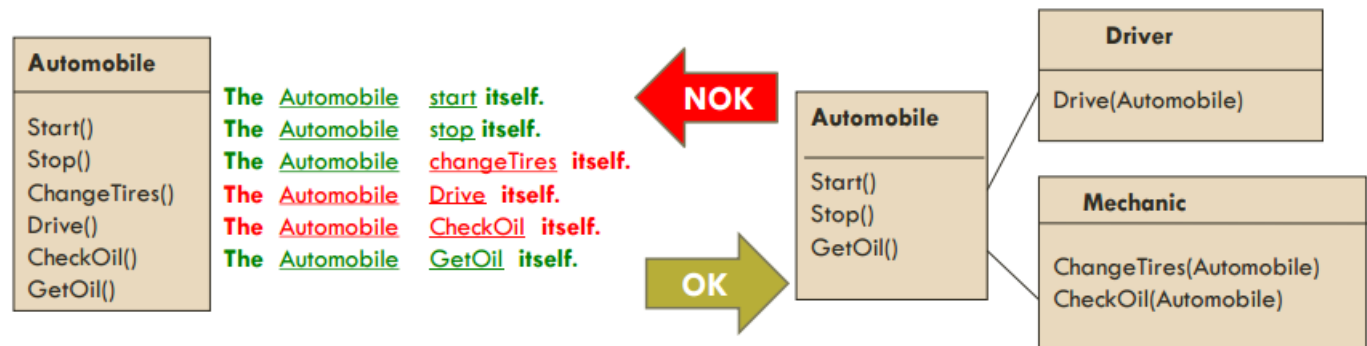 Automobile
Start()
Stop()
ChangeTires()
Drive()
CheckOil()
GetOil()
The Automobile start itself.
The Automobile stop itself.
The Automobile changeTires itself.
The Automobile Drive itself.
The Automobile CheckOil itself.
The Automobile GetOil itself.
NOK
OK
Automobile
Start()
Stop()
GetOil()
Driver
Drive(Automobile)
Mechanic
ChangeTires(Automobile)
CheckOil(Automobile)